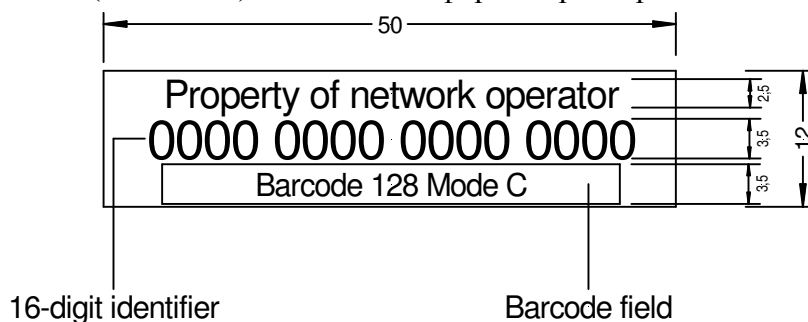 50
Property of network operator
2,5
0000 0000 0000 0000
3,5
12
Barcode 128 Mode C
3,5
16-digit identifier
Barcode field